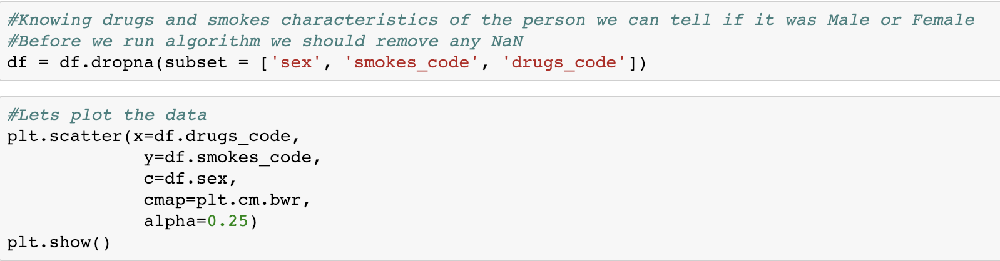 #Knowing drugs and smokes characteristics of the person we can tell if it was Male or Female
#Before we run algorithm we should remove any NaN
df = df.dropna(subset = ['sex', 'smokes_code', 'drugs_code'])
#Lets plot the data
plt.scatter(x=df.drugs_code,
             y=df.smokes_code,
             c=df.sex,
             cmap=plt.cm.bwr,
             alpha=0.25)
plt.show()